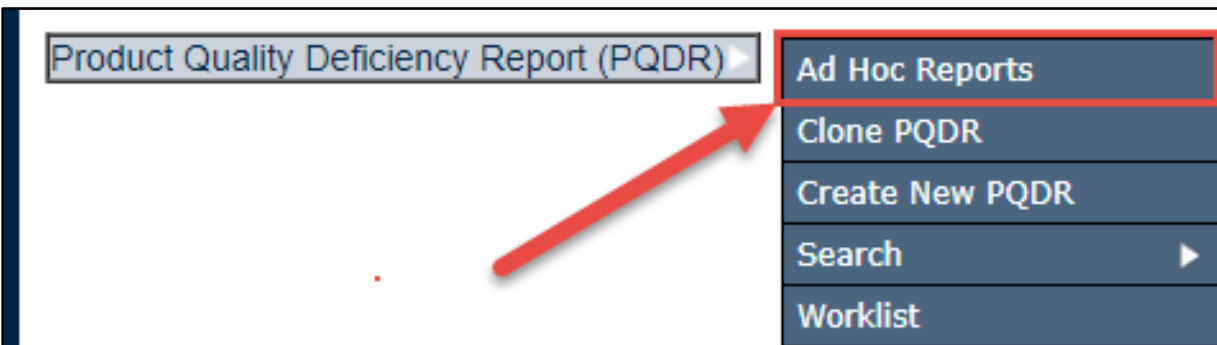 Product Quality Deficiency Report (PQDR)
Ad Hoc Reports
Clone PQDR
Create New PQDR
Search
Worklist